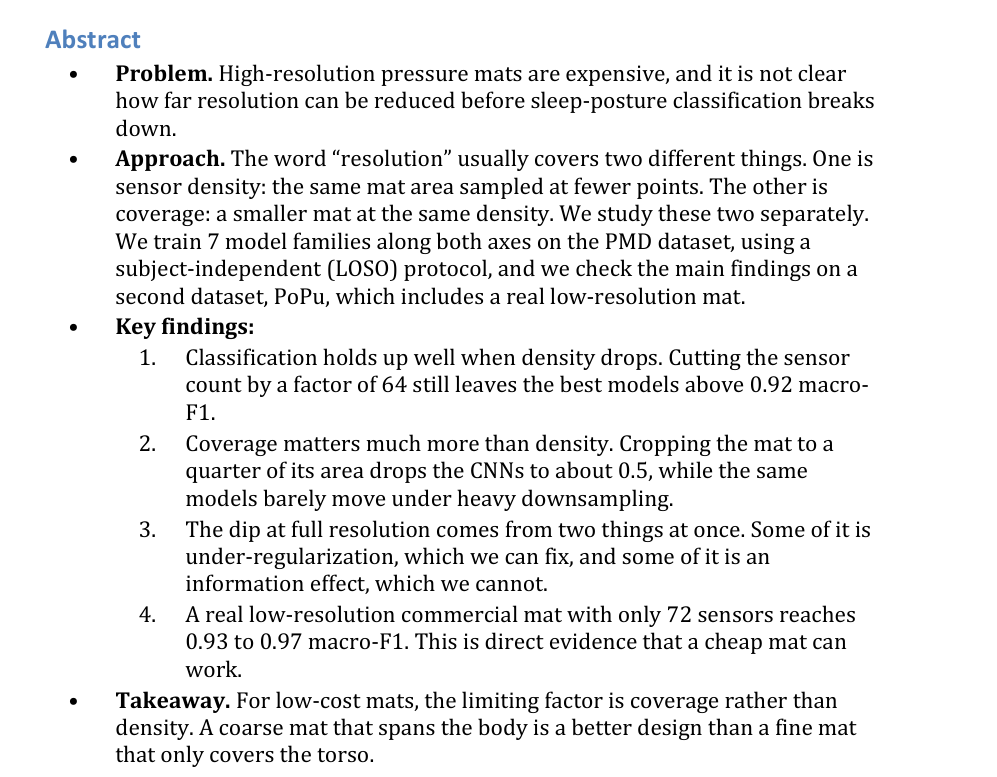 Abstract
• Problem. High-resolution pressure mats are expensive, and it is not clear
how far resolution can be reduced before sleep-posture classification breaks
down.
• Approach. The word “resolution” usually covers two different things. One is
sensor density: the same mat area sampled at fewer points. The other is
coverage: a smaller mat at the same density. We study these two separately.
We train 7 model families along both axes on the PMD dataset, using a
subject-independent (LOSO) protocol, and we check the main findings on a
second dataset, PoPu, which includes a real low-resolution mat.
• Key findings:
1. Classification holds up well when density drops. Cutting the sensor
count by a factor of 64 still leaves the best models above 0.92 macro-
F1.
2. Coverage matters much more than density. Cropping the mat to a
quarter of its area drops the CNNs to about 0.5, while the same
models barely move under heavy downsampling.
3. The dip at full resolution comes from two things at once. Some of it is
under-regularization, which we can fix, and some of it is an
information effect, which we cannot.
4. A real low-resolution commercial mat with only 72 sensors reaches
0.93 to 0.97 macro-F1. This is direct evidence that a cheap mat can
work.
• Takeaway. For low-cost mats, the limiting factor is coverage rather than
density. A coarse mat that spans the body is a better design than a fine mat
that only covers the torso.